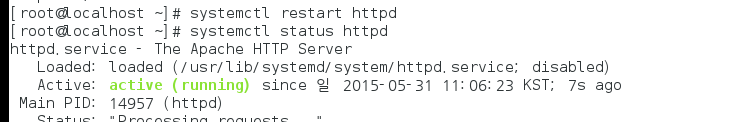 [root@localhost ~]# systemctl restart httpd
[root@localhost ~]# systemctl status httpd
httpd.service - The Apache HTTP Server
Loaded: loaded (/usr/lib/systemd/system/httpd.service; disabled)
Active: active (running) since 일 2015-05-31 11:06:23 KST; 7s ago
Main PID: 14957 (httpd)
Status: "Processing requests..."